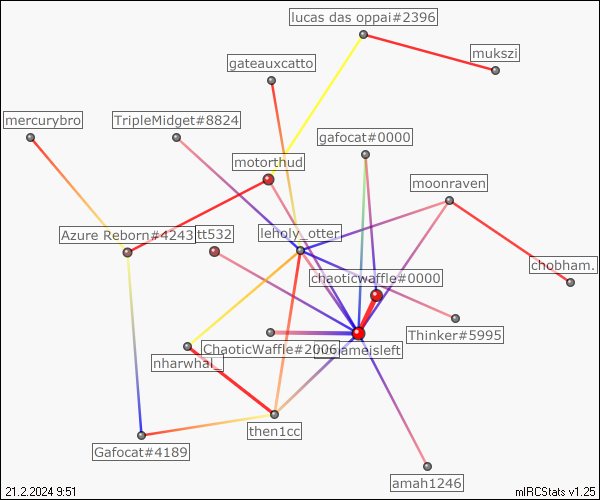 lucas das oppai#2396
mukszi
gateauxcatto
mercurybro
TripleMidget#8824
gafocat#0000
motorthud
moonraven
Azure Reborn#4243
tt532
leholy_otter
chobham.
chaoticwaffle#0000
Thinker#5995
ChaoticWaffle#2006
nonameisleft
nharwhal_
then1cc
Gafocat#4189
amah1246
21.2.2024 9:51
mIRCStats v1.25